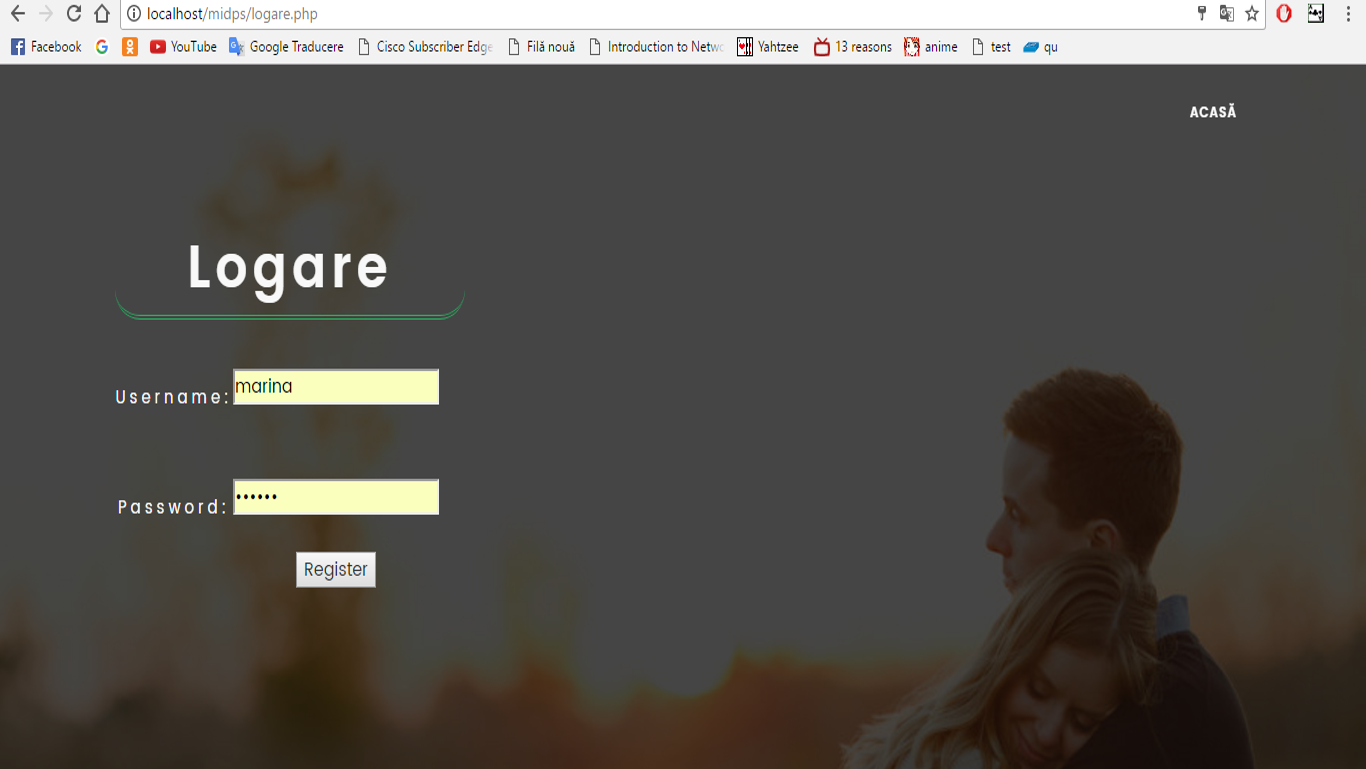 localhost/midps/logare.php
Facebook YouTube Google Traducere Cisco Subscriber Edge Filă nouă Introduction to Netwo Yahtzee 13 reasons anime test qu
ACASĂ
Logare
Username: marina
Password: ••••••
Register